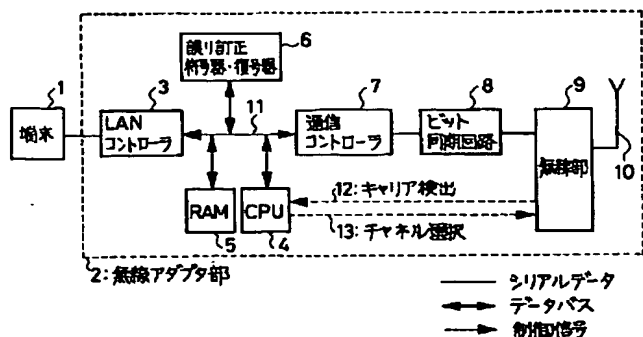 6
誤り訂正
符号器・復号器
1
端末
3
LAN
コントローラ
11
7
通信
コントローラ
8
ビット
同期回路
9
無線部
10
12:キャリア検出
13:チャネル選択
RAM
5
CPU
4
2:無線アダプタ部
シリアルデータ
データバス
制御信号